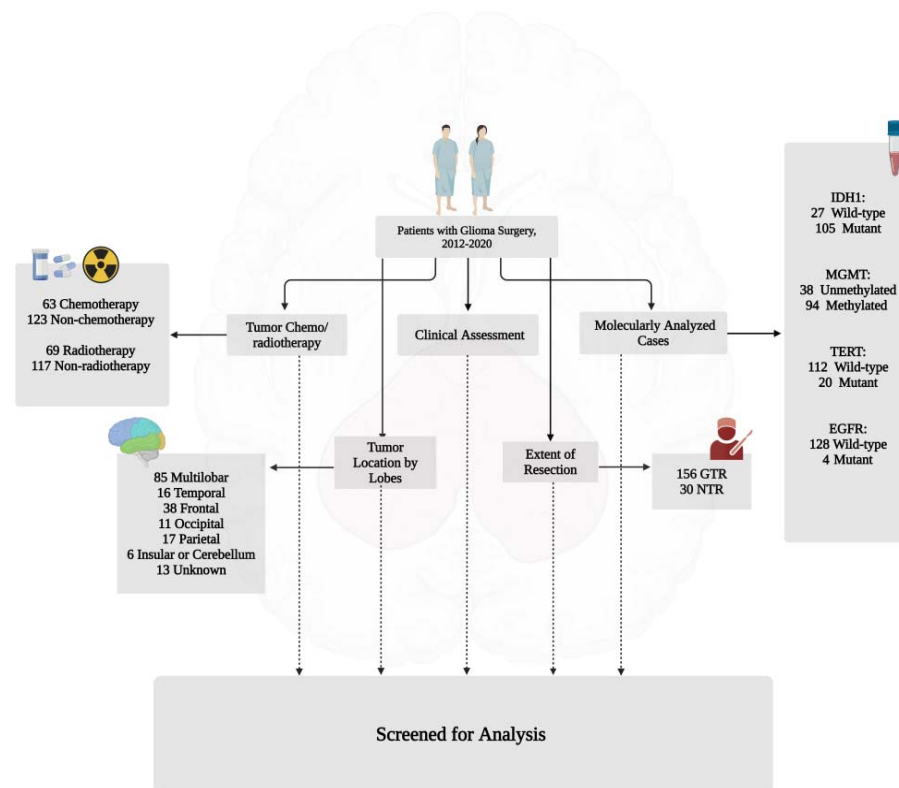 Patients with Glioma Surgery,
2012-2020
63 Chemotherapy
123 Non-chemotherapy
69 Radiotherapy
117 Non-radiotherapy
Tumor Chemo/
radiotherapy
Clinical Assessment
Molecularly Analyzed
Cases
IDH1:
27 Wild-type
105 Mutant
MGMT:
38 Unmethylated
94 Methylated
TERT:
112 Wild-type
20 Mutant
EGFR:
128 Wild-type
4 Mutant
85 Multilobar
16 Temporal
38 Frontal
11 Occipital
17 Parietal
6 Insular or Cerebellum
13 Unknown
Tumor
Location by
Lobes
Extent of
Resection
156 GTR
30 NTR
Screened for Analysis